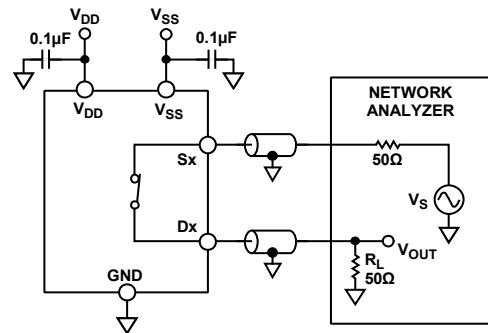 VDD
VSS
0.1µF
0.1µF
VDD
VSS
NETWORK
ANALYZER
Sx
50Ω
VS
Dx
VOUT
RL
50Ω
GND